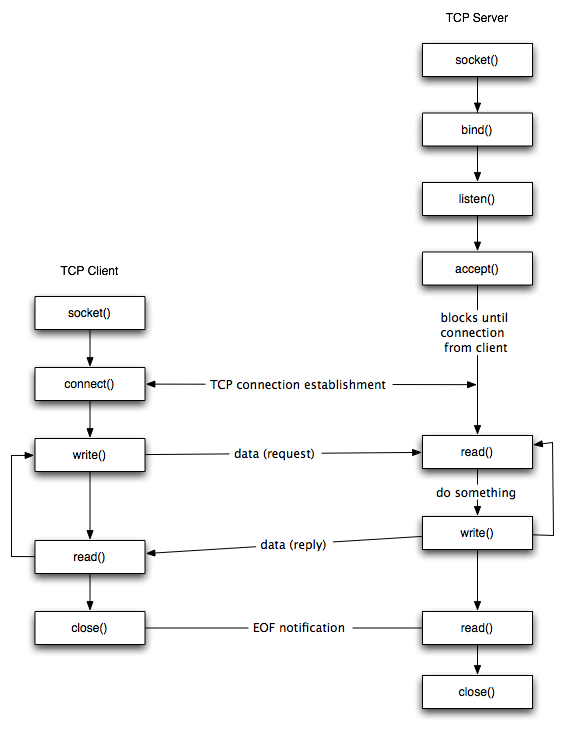 TCP Server
socket()
bind()
listen()
accept()
blocks until
connection
from client
TCP Client
socket()
connect()
TCP connection establishment
write()
data (request)
read()
do something
write()
data (reply)
read()
close()
EOF notification
read()
close()